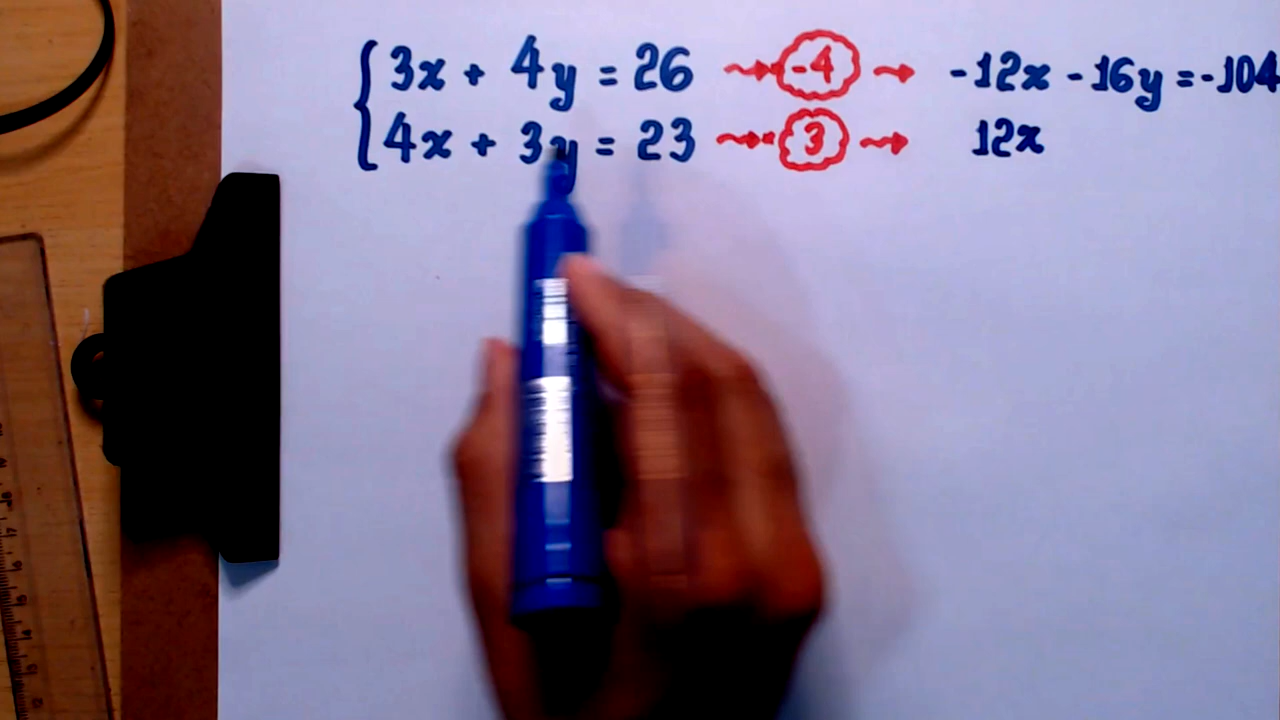 3x + 4y = 26 → -4 → -12x - 16y = -104
4x + 3y = 23 → 3 → 12x